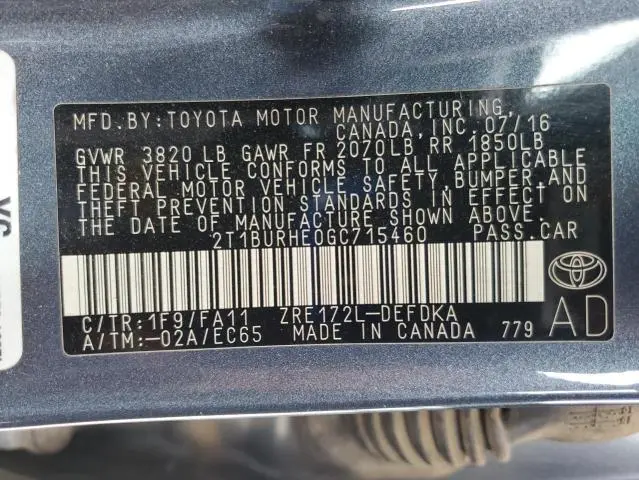 MFD. BY: TOYOTA MOTOR MANUFACTURING,
CANADA, INC. 07/16
GVWR 3820 LB GAWR FR 2070LB RR 1850LB
THIS VEHICLE CONFORMS TO ALL APPLICABLE
FEDERAL MOTOR VEHICLE SAFETY, BUMPER, AND
THEFT PREVENTION STANDARDS IN EFFECT ON
THE DATE OF MANUFACTURE SHOWN ABOVE.
2T1BURHE0GC715460 PASS. CAR
C/TR: 1F9/FA11 ZRE172L-DEFDKA
A/TM: -02A/EC65 MADE IN CANADA 779
AD